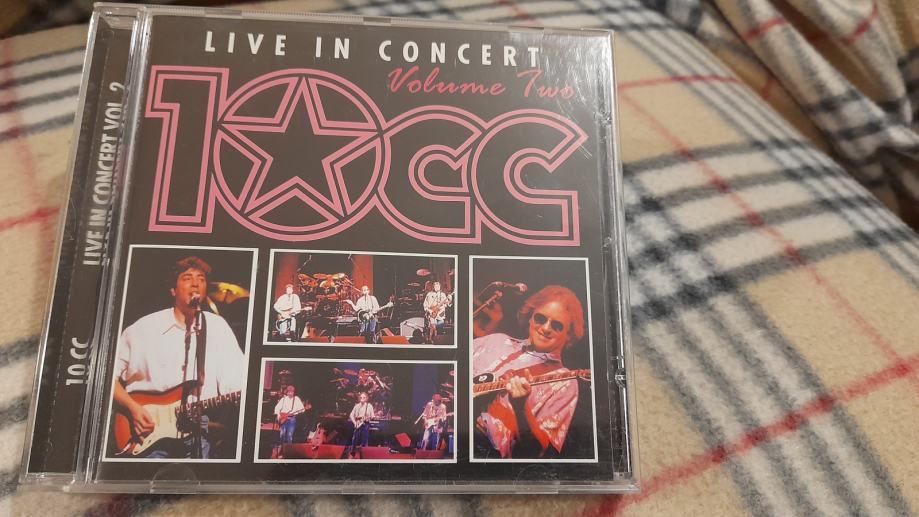 LIVE IN CONCERT
Volume Two
10CC
10 CC LIVE IN CONCERT VOL. 2